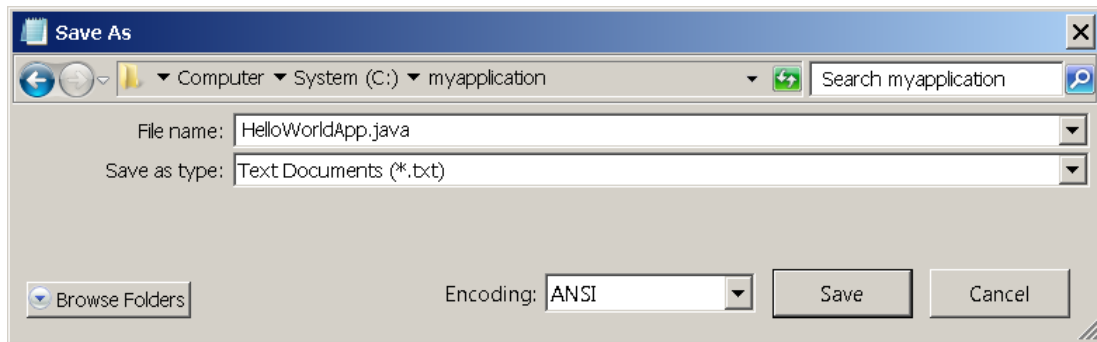 Save As
Computer System (C:) myapplication Search myapplication
File name: HelloWorldApp.java
Save as type: Text Documents (*.txt)
Browse Folders Encoding: ANSI Save Cancel